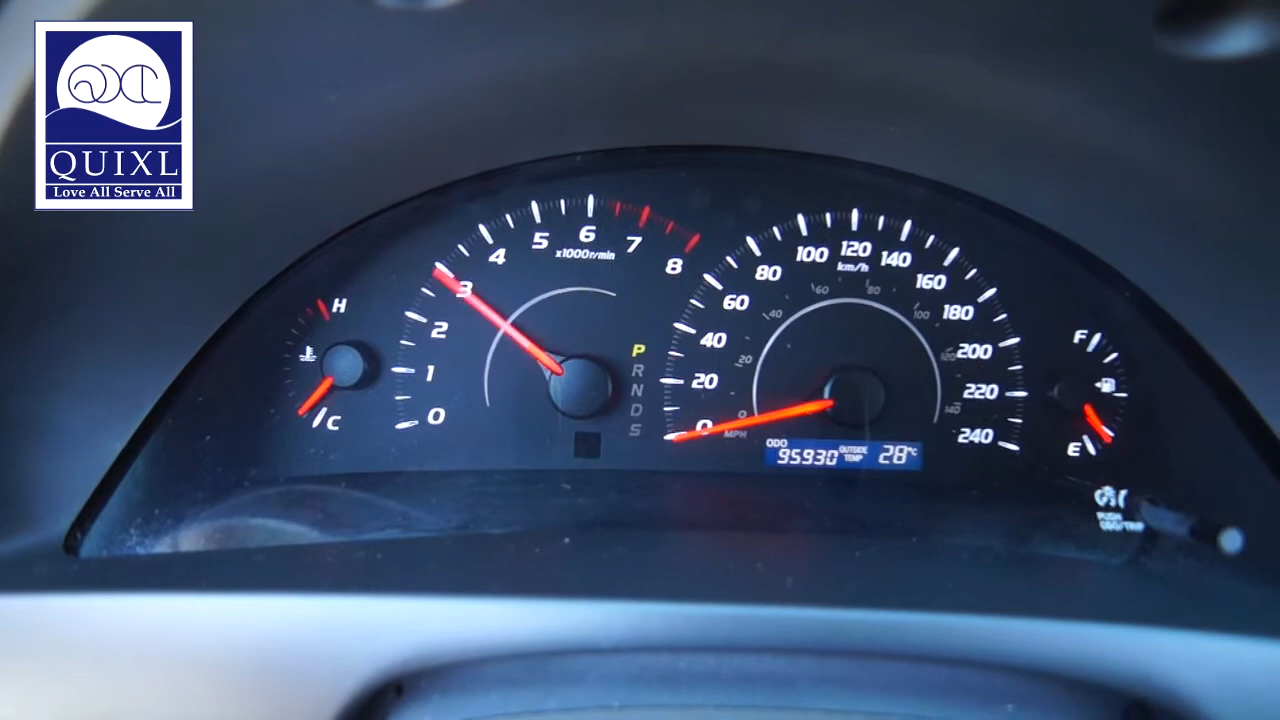 QUIXL
Love All Serve All
H
C
0
1
2
3
4
5
6
7
8
x1000r/min
P
R
N
D
S
0
20
40
60
80
100
120
140
160
180
200
220
240
km/h
0
20
40
60
80
100
120
140
MPH
ODO
95930
OUTSIDE
TEMP
28°C
F
E
PUSH
ODO/TRIP